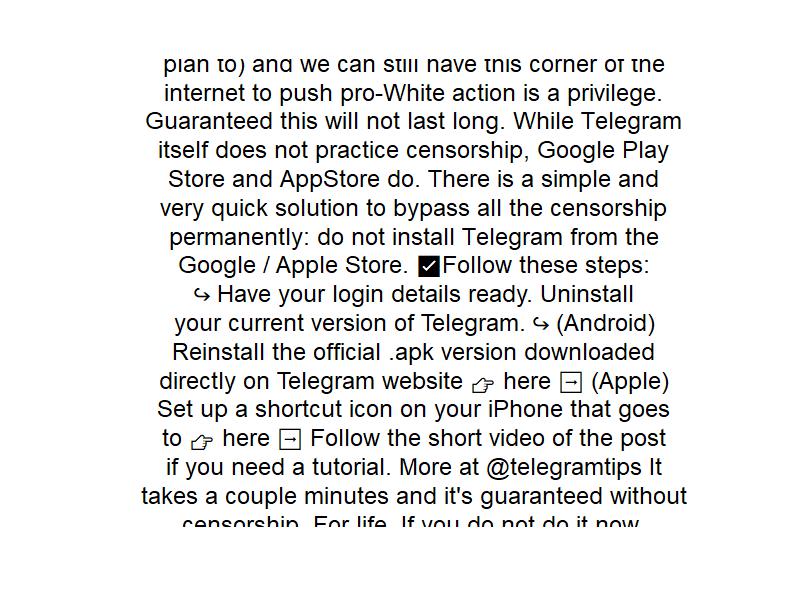 plan to) and we can still have this corner of the
internet to push pro-White action is a privilege.
Guaranteed this will not last long. While Telegram
itself does not practice censorship, Google Play
Store and AppStore do. There is a simple and
very quick solution to bypass all the censorship
permanently: do not install Telegram from the
Google / Apple Store. ☑Follow these steps:
↪ Have your login details ready. Uninstall
your current version of Telegram. ↪ (Android)
Reinstall the official .apk version downloaded
directly on Telegram website 👉 here ➡ (Apple)
Set up a shortcut icon on your iPhone that goes
to 👉 here ➡ Follow the short video of the post
if you need a tutorial. More at @telegramtips It
takes a couple minutes and it's guaranteed without
censorship. For life. If you do not do it now